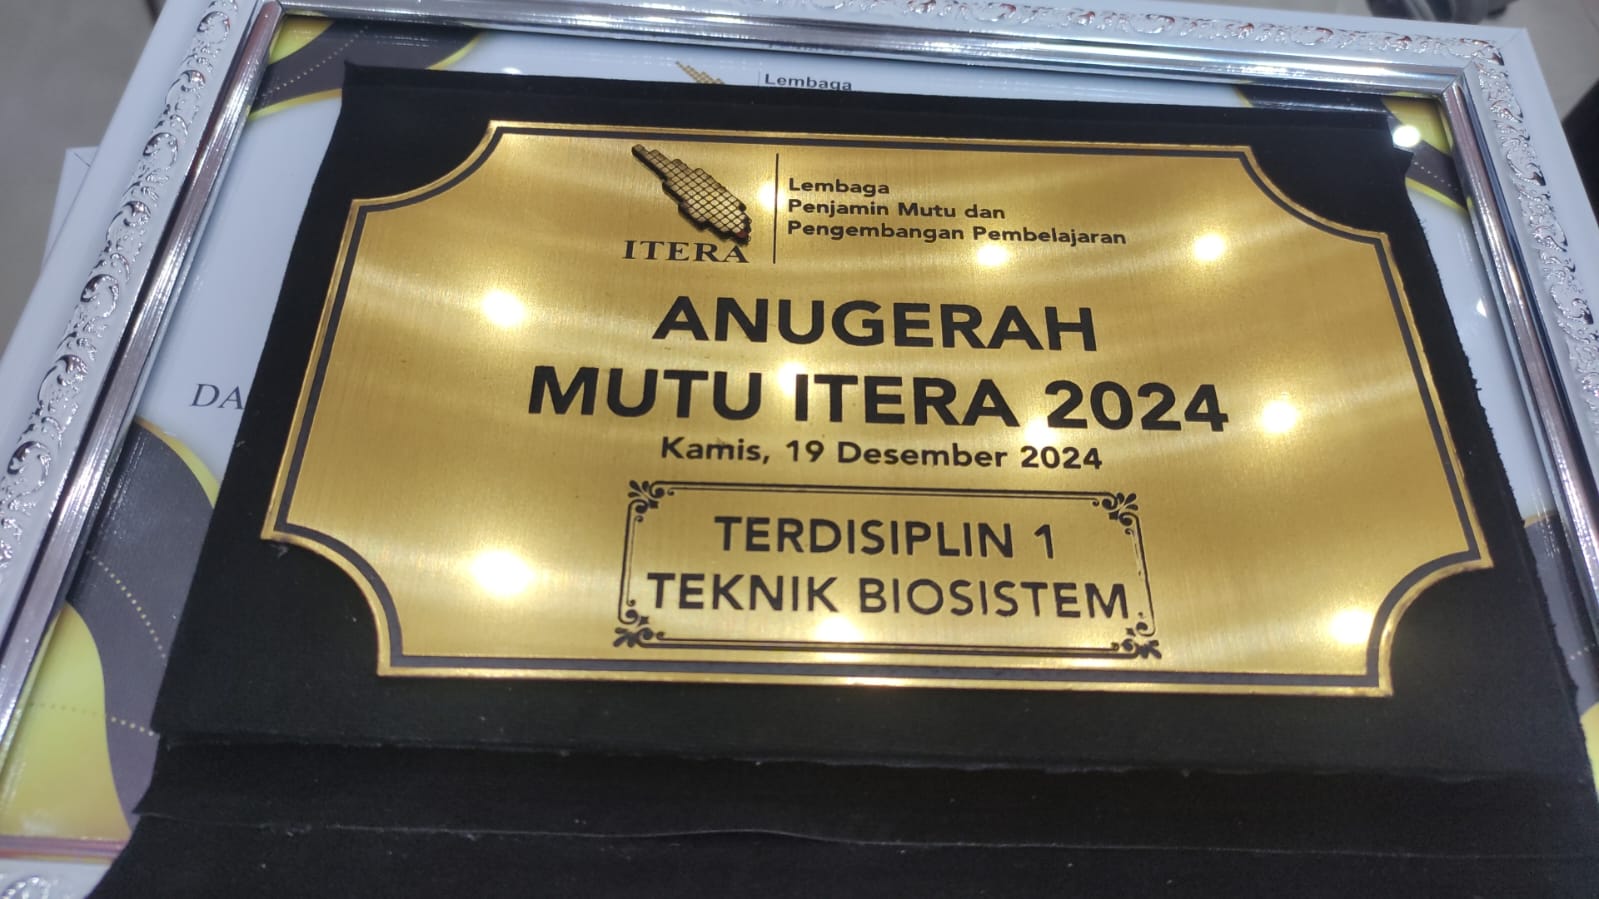 Lembaga
ITERA
Lembaga
Penjamin Mutu dan
Pengembangan Pembelajaran
ANUGERAH
MUTU ITERA 2024
Kamis, 19 Desember 2024
TERDISIPLIN 1
TEKNIK BIOSISTEM